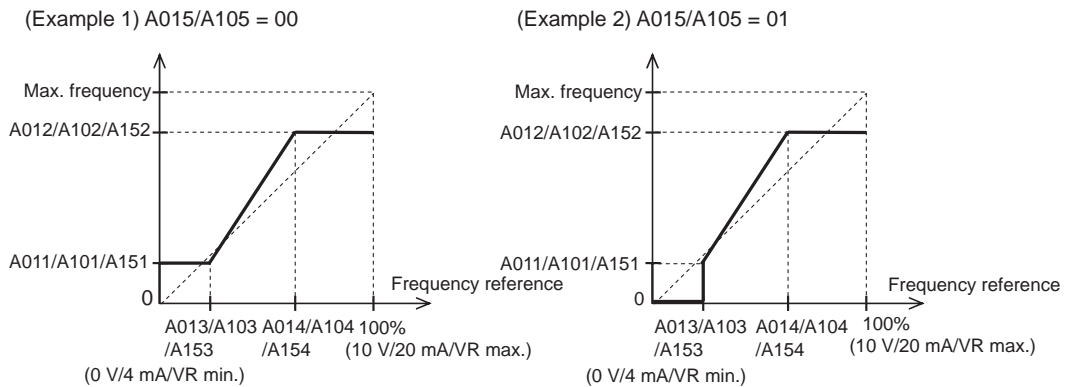 (Example 1) A015/A105 = 00
Max. frequency
A012/A102/A152
A011/A101/A151
0
Frequency reference
A013/A103
/A153
A014/A104
/A154
100%
(10 V/20 mA/VR max.)
(0 V/4 mA/VR min.)
(Example 2) A015/A105 = 01
Max. frequency
A012/A102/A152
A011/A101/A151
0
Frequency reference
A013/A103
/A153
A014/A104
/A154
100%
(10 V/20 mA/VR max.)
(0 V/4 mA/VR min.)